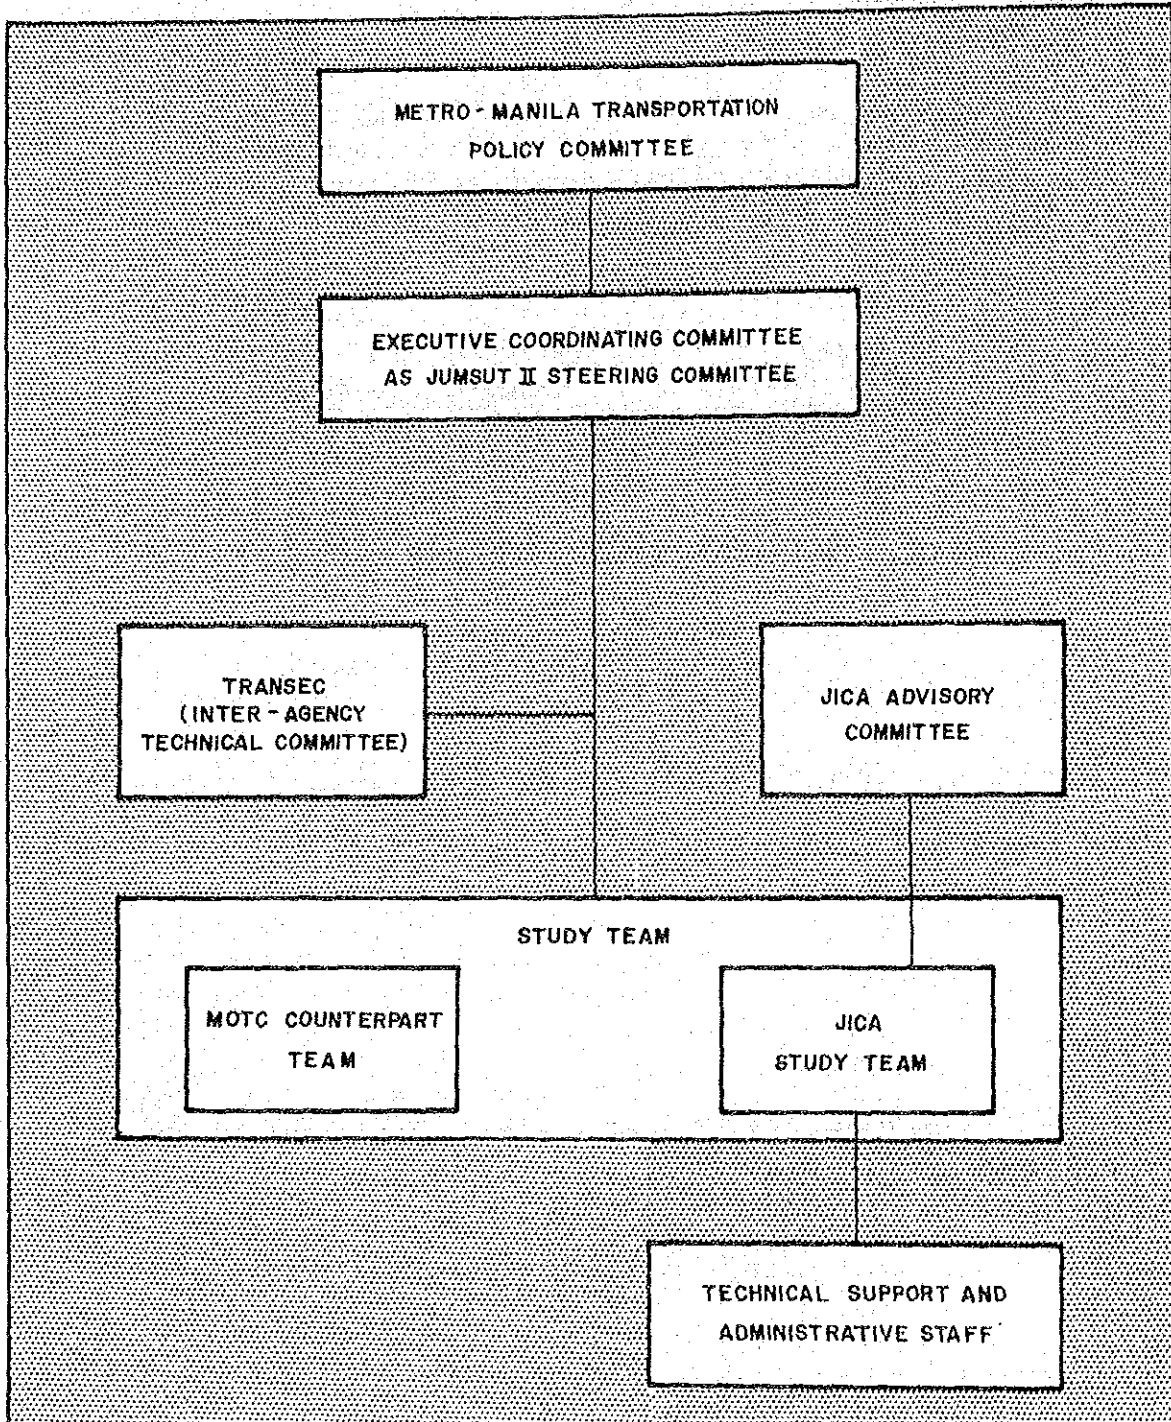 METRO-MANILA TRANSPORTATION
POLICY COMMITTEE
EXECUTIVE COORDINATING COMMITTEE
AS JUMSUT II STEERING COMMITTEE
TRANSEC
(INTER-AGENCY
TECHNICAL COMMITTEE)
JICA ADVISORY
COMMITTEE
STUDY TEAM
MOTC COUNTERPART
TEAM
JICA
STUDY TEAM
TECHNICAL SUPPORT AND
ADMINISTRATIVE STAFF